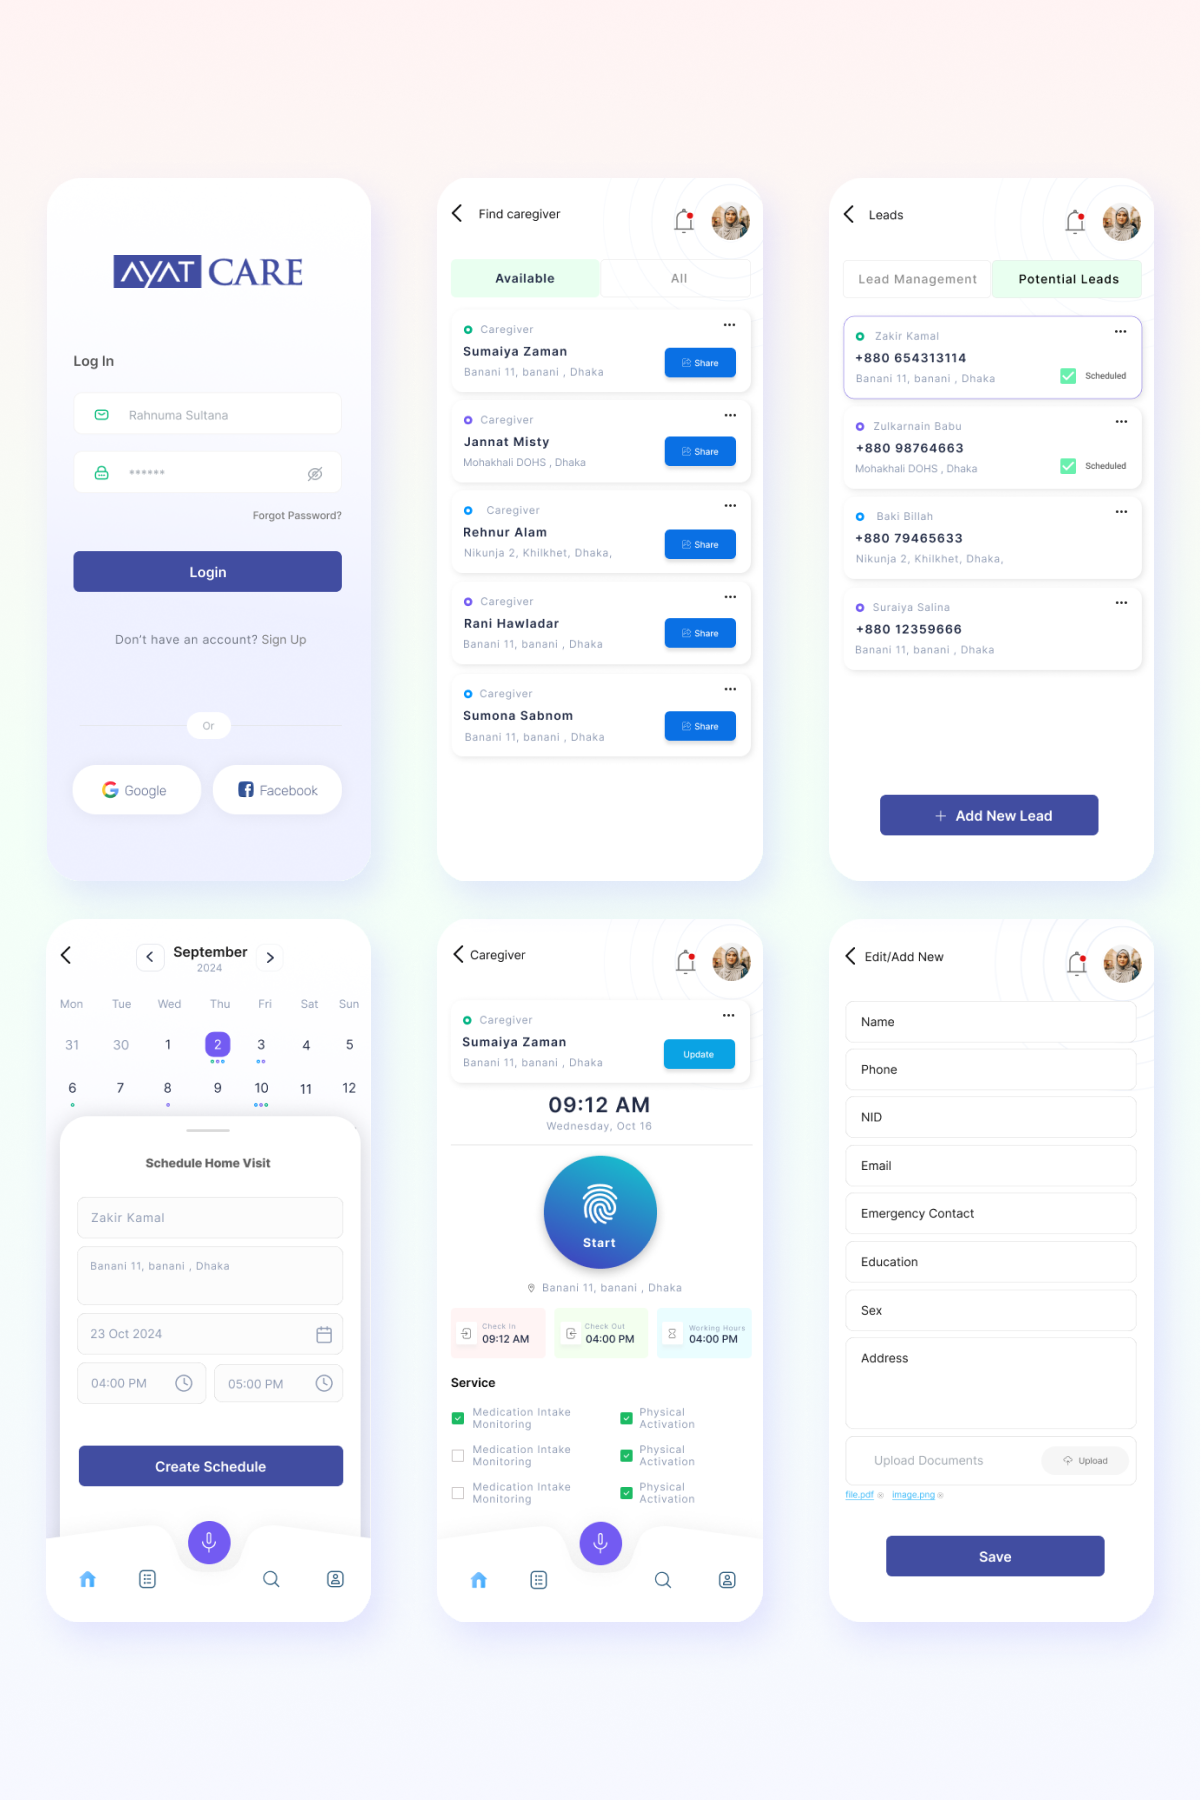 AYAT CARE
Log In
Rahnuma Sultana
******
Forgot Password?
Login
Don't have an account? Sign Up
Or
Google
Facebook
Find caregiver
Available
All
Caregiver
Sumaiya Zaman
Banani 11, banani , Dhaka
Share
Caregiver
Jannat Misty
Mohakhali DOHS , Dhaka
Share
Caregiver
Rehnur Alam
Nikunja 2, Khilkhet, Dhaka,
Share
Caregiver
Rani Hawladar
Banani 11, banani , Dhaka
Share
Caregiver
Sumona Sabnom
Banani 11, banani , Dhaka
Share
Leads
Lead Management
Potential Leads
Zakir Kamal
+880 654313114
Banani 11, banani , Dhaka
Scheduled
Zulkarnain Babu
+880 98764663
Mohakhali DOHS , Dhaka
Scheduled
Baki Billah
+880 79465633
Nikunja 2, Khilkhet, Dhaka,
Suraiya Salina
+880 12359666
Banani 11, banani , Dhaka
+ Add New Lead
September
2024
Mon Tue Wed Thu Fri Sat Sun
31 30 1 2 3 4 5
6 7 8 9 10 11 12
Schedule Home Visit
Zakir Kamal
Banani 11, banani , Dhaka
23 Oct 2024
04:00 PM
05:00 PM
Create Schedule
Caregiver
Caregiver
Sumaiya Zaman
Banani 11, banani , Dhaka
Update
09:12 AM
Wednesday, Oct 16
Start
Banani 11, banani , Dhaka
Check In
09:12 AM
Check Out
04:00 PM
Working Hours
04:00 PM
Service
Medication Intake
Monitoring
Physical
Activation
Medication Intake
Monitoring
Physical
Activation
Medication Intake
Monitoring
Physical
Activation
Edit/Add New
Name
Phone
NID
Email
Emergency Contact
Education
Sex
Address
Upload Documents
Upload
file.pdf
image.png
Save